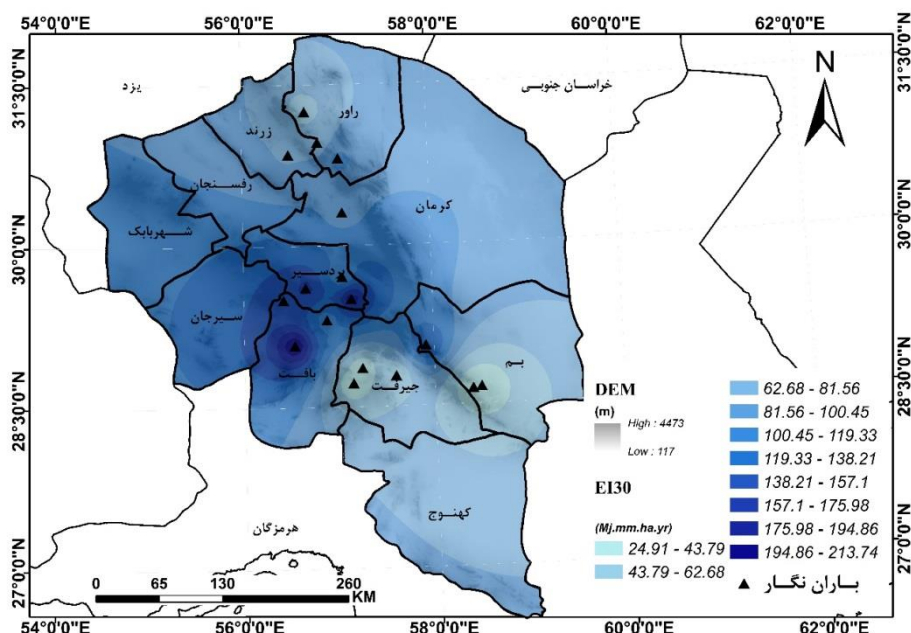 54°0'0"E 56°0'0"E 58°0'0"E 60°0'0"E 62°0'0"E
31°30'0"N
30°0'0"N
28°30'0"N
27°0'0"N
31°30'0"N
30°0'0"N
28°30'0"N
27°0'0"N
N
یزد
خراسان جنوبی
راور
زرند
رفسنجان
کرمان
شهربابک
بردسیر
سیرجان
بافت
جیرفت
بم
کهنوج
هرمزگان
DEM
(m)
High : 4473
Low : 117
EI30
(Mj.mm.ha.yr)
24.91 - 43.79
43.79 - 62.68
62.68 - 81.56
81.56 - 100.45
100.45 - 119.33
119.33 - 138.21
138.21 - 157.1
157.1 - 175.98
175.98 - 194.86
194.86 - 213.74
باران نگار
0 65 130 260
KM
54°0'0"E 56°0'0"E 58°0'0"E 60°0'0"E 62°0'0"E